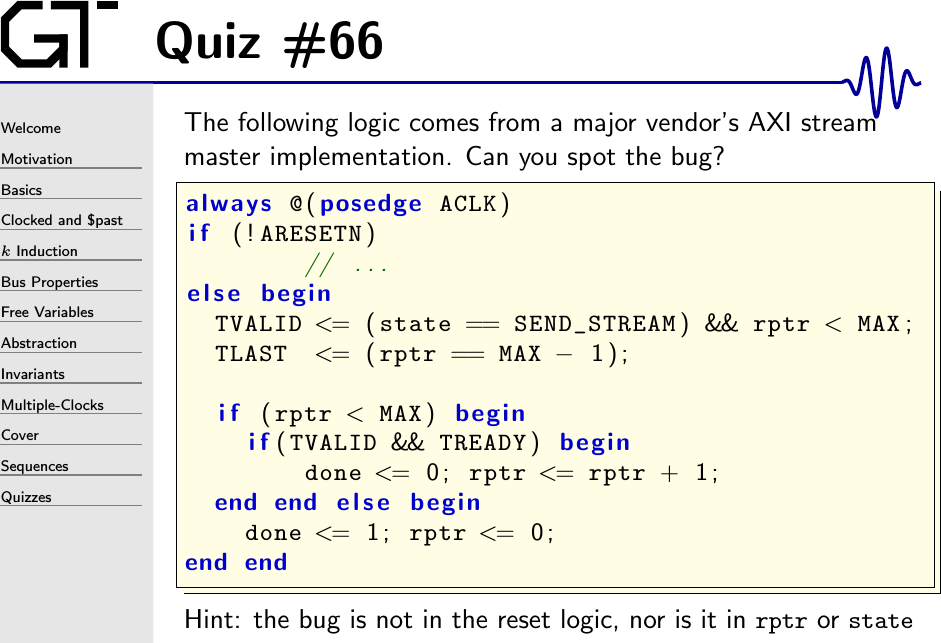 GT
Quiz #66
Welcome
Motivation
Basics
Clocked and $past
k Induction
Bus Properties
Free Variables
Abstraction
Invariants
Multiple-Clocks
Cover
Sequences
Quizzes
The following logic comes from a major vendor's AXI stream
master implementation. Can you spot the bug?
always @(posedge ACLK)
if (!ARESETN)
// ...
else begin
TVALID <= (state == SEND_STREAM) && rptr < MAX;
TLAST <= (rptr == MAX - 1);
if (rptr < MAX) begin
if(TVALID && TREADY) begin
done <= 0; rptr <= rptr + 1;
end end else begin
done <= 1; rptr <= 0;
end end
Hint: the bug is not in the reset logic, nor is it in rptr or state